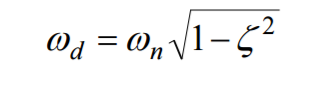 ω_d = ω_n √(1 − ζ²)